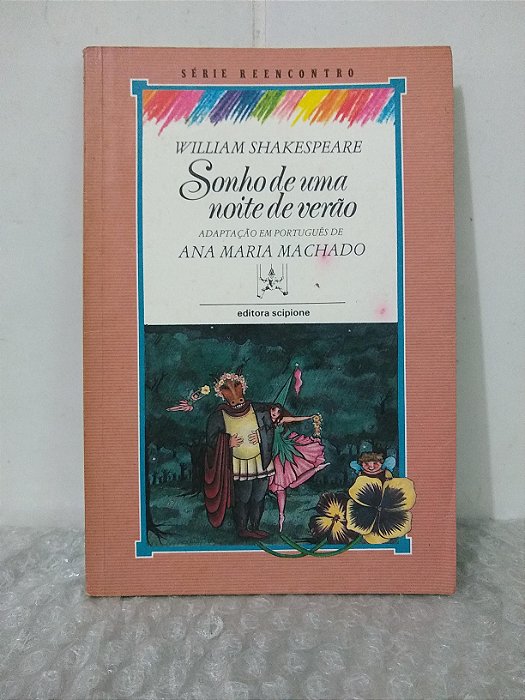 SÉRIE REENCONTRO
WILLIAM SHAKESPEARE
Sonho de uma
noite de verão
ADAPTAÇÃO EM PORTUGUÊS DE
ANA MARIA MACHADO
editora scipione